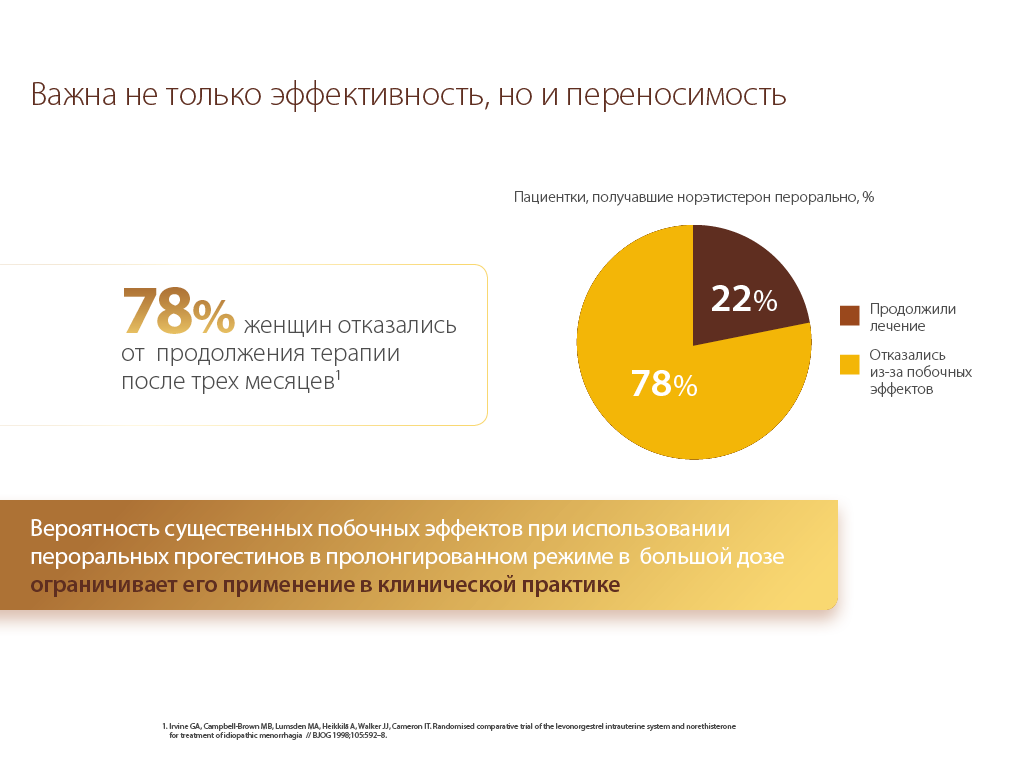 Важна не только эффективность, но и переносимость
Пациентки, получавшие норэтистерон перорально, %
78% женщин отказались
от продолжения терапии
после трех месяцев¹
22%
78%
Продолжили
лечение
Отказались
из-за побочных
эффектов
Вероятность существенных побочных эффектов при использовании
пероральных прогестинов в пролонгированном режиме в большой дозе
ограничивает его применение в клинической практике
1. Irvine GA, Campbell-Brown MB, Lumsden MA, Heikkilä A, Walker JJ, Cameron IT. Randomised comparative trial of the levonorgestrel intrauterine system and norethisterone
for treatment of idiopathic menorrhagia // BJOG 1998;105:592–8.